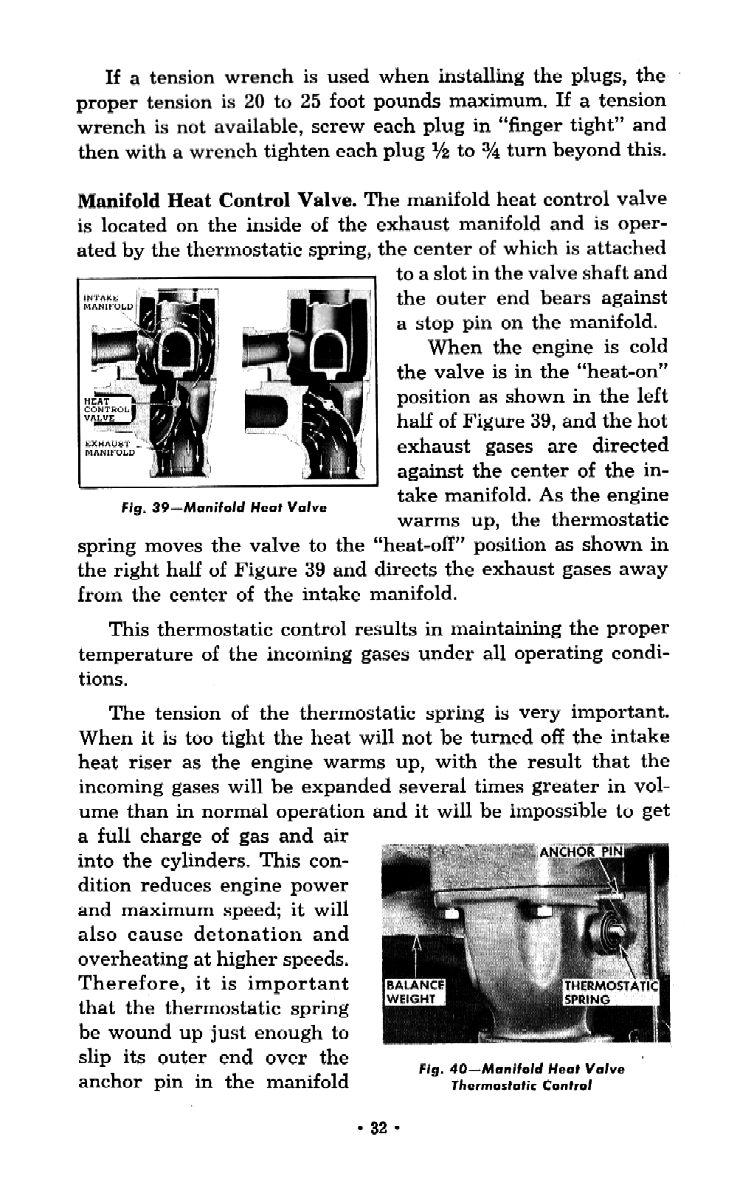 If a tension wrench is used when installing the plugs, the
proper tension is 20 to 25 foot pounds maximum. If a tension
wrench is not available, screw each plug in “finger tight” and
then with a wrench tighten each plug ½ to ¾ turn beyond this.
Manifold Heat Control Valve. The manifold heat control valve
is located on the inside of the exhaust manifold and is oper-
ated by the thermostatic spring, the center of which is attached
to a slot in the valve shaft and
the outer end bears against
a stop pin on the manifold.
When the engine is cold
the valve is in the “heat-on”
position as shown in the left
half of Figure 39, and the hot
exhaust gases are directed
against the center of the in-
take manifold. As the engine
warms up, the thermostatic
INTAKE
MANIFOLD
HEAT
CONTROL
VALVE
EXHAUST
MANIFOLD
Fig. 39—Manifold Heat Valve
spring moves the valve to the “heat-off” position as shown in
the right half of Figure 39 and directs the exhaust gases away
from the center of the intake manifold.
This thermostatic control results in maintaining the proper
temperature of the incoming gases under all operating condi-
tions.
The tension of the thermostatic spring is very important.
When it is too tight the heat will not be turned off the intake
heat riser as the engine warms up, with the result that the
incoming gases will be expanded several times greater in vol-
ume than in normal operation and it will be impossible to get
a full charge of gas and air
into the cylinders. This con-
dition reduces engine power
and maximum speed; it will
also cause detonation and
overheating at higher speeds.
Therefore, it is important
that the thermostatic spring
be wound up just enough to
slip its outer end over the
anchor pin in the manifold
ANCHOR PIN
BALANCE
WEIGHT
THERMOSTATIC
SPRING
Fig. 40—Manifold Heat Valve
Thermostatic Control
• 32 •